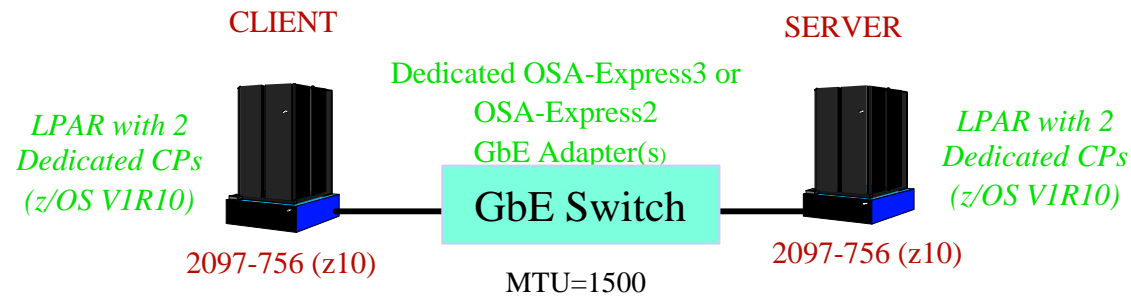 CLIENT
SERVER
Dedicated OSA-Express3 or
OSA-Express2
GbE Adapter(s)
LPAR with 2
Dedicated CPs
(z/OS V1R10)
GbE Switch
LPAR with 2
Dedicated CPs
(z/OS V1R10)
2097-756 (z10)
2097-756 (z10)
MTU=1500